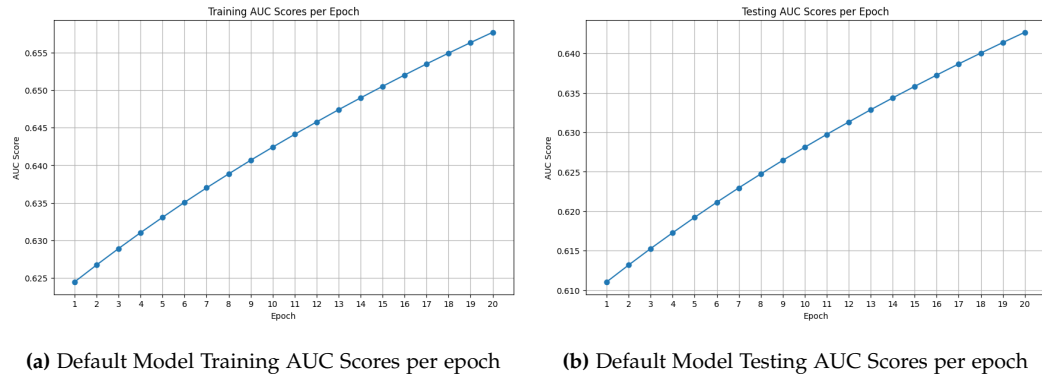 Training AUC Scores per Epoch
AUC Score
0.655
0.650
0.645
0.640
0.635
0.630
0.625
1 2 3 4 5 6 7 8 9 10 11 12 13 14 15 16 17 18 19 20
Epoch
(a) Default Model Training AUC Scores per epoch
Testing AUC Scores per Epoch
AUC Score
0.640
0.635
0.630
0.625
0.620
0.615
0.610
1 2 3 4 5 6 7 8 9 10 11 12 13 14 15 16 17 18 19 20
Epoch
(b) Default Model Testing AUC Scores per epoch